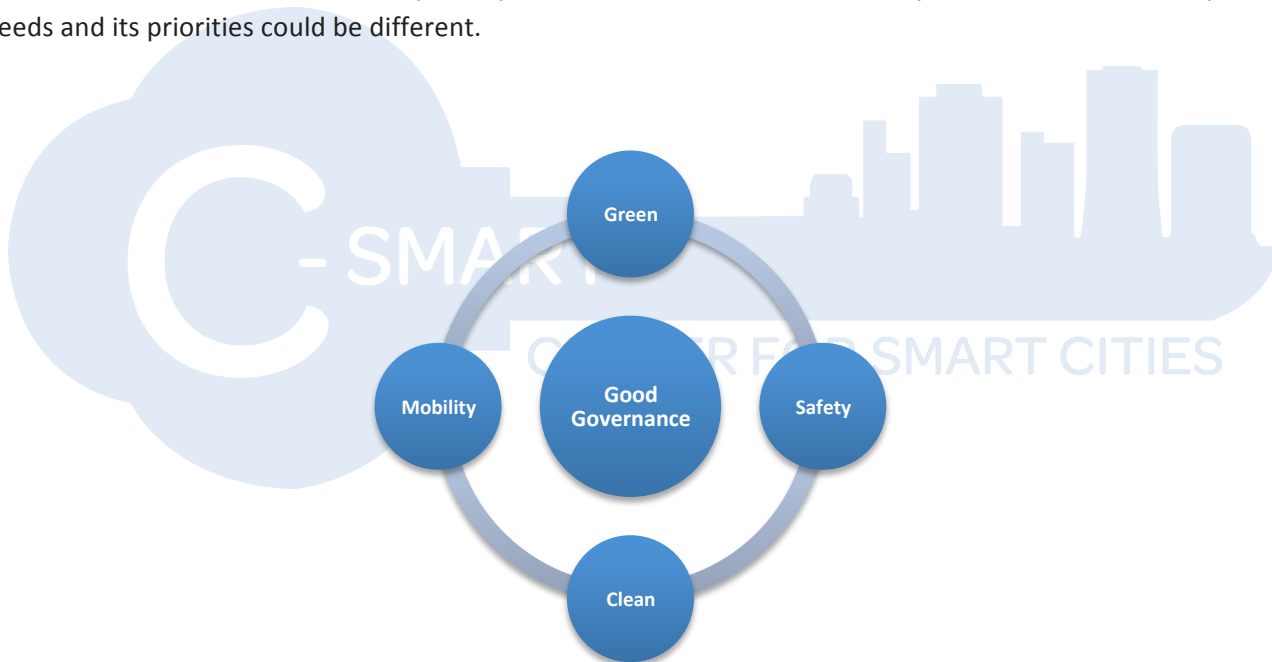 eeds and its priorities could be different.
Green
C
- SMART
CENTER FOR SMART CITIES
Mobility
Good
Governance
Safety
Clean